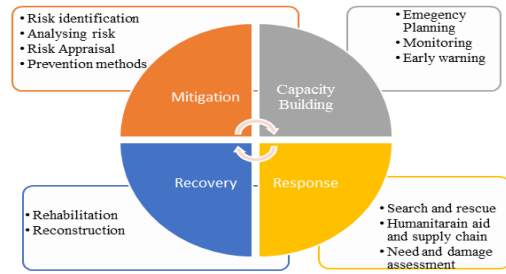 • Risk identification
• Analysing risk
• Risk Appraisal
• Prevention methods
• Emegency
Planning
• Monitoring
• Early warning
Mitigation
Capacity
Building
Recovery
Response
• Rehabilitation
• Reconstruction
• Search and rescue
• Humanitarain aid
and supply chain
• Need and damage
assessment